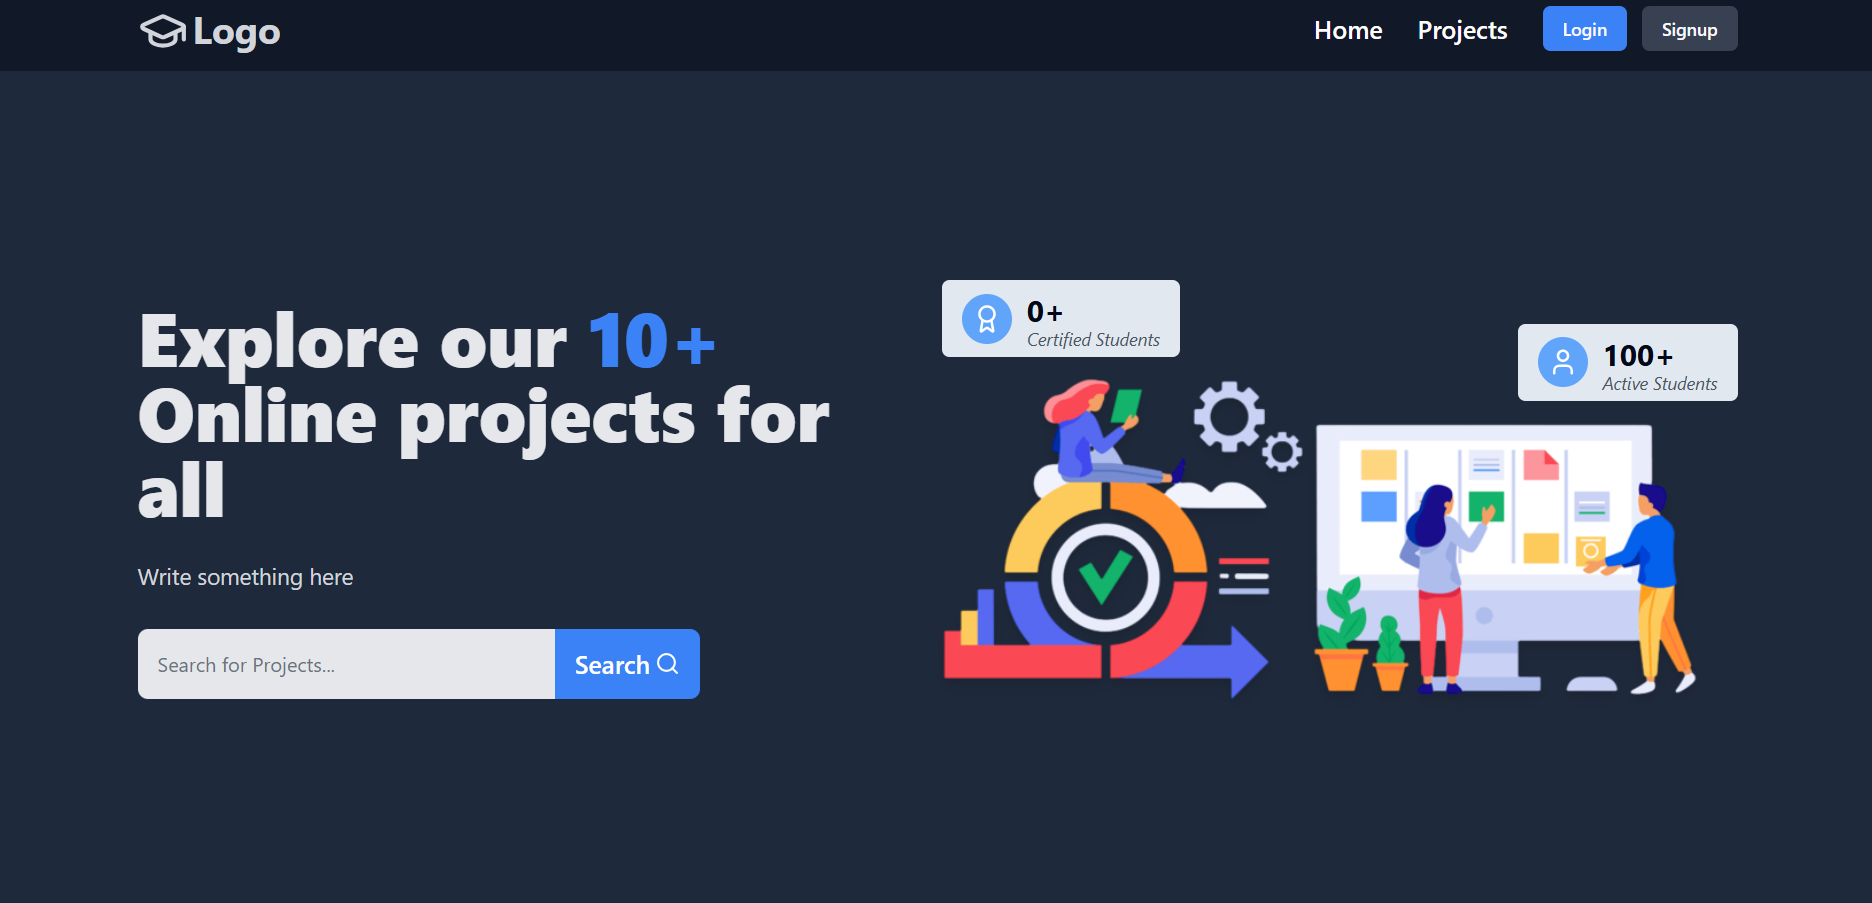 Logo
Home
Projects
Login
Signup
Explore our 10+
Online projects for
all
Write something here
Search for Projects...
Search
0+
Certified Students
100+
Active Students